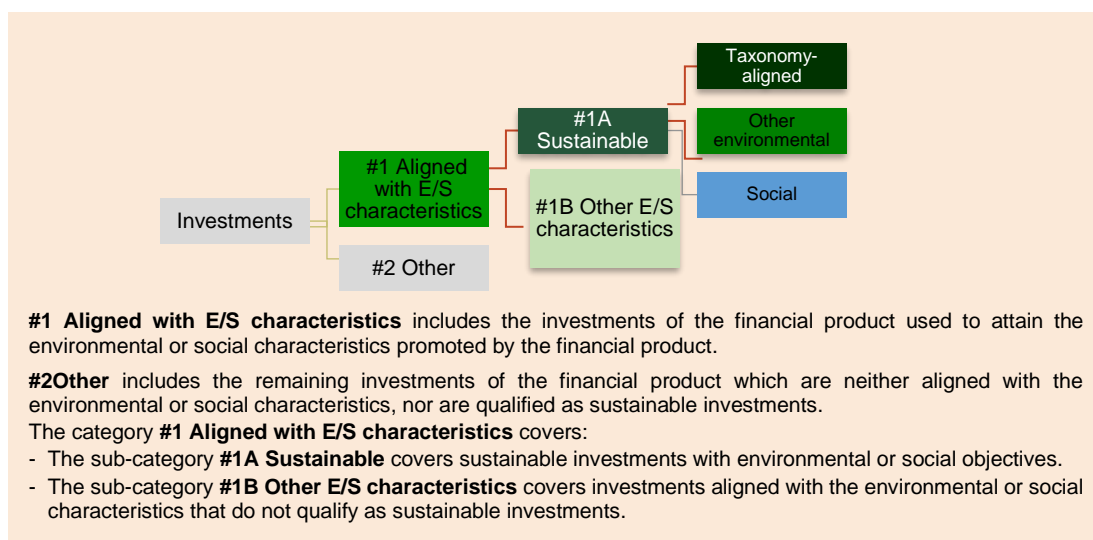 Taxonomy-
aligned
#1A
Sustainable
Other
environmental
#1 Aligned
with E/S
characteristics
#1B Other E/S
characteristics
Social
Investments
#2 Other
#1 Aligned with E/S characteristics includes the investments of the financial product used to attain the
environmental or social characteristics promoted by the financial product.
#2Other includes the remaining investments of the financial product which are neither aligned with the
environmental or social characteristics, nor are qualified as sustainable investments.
The category #1 Aligned with E/S characteristics covers:
- The sub-category #1A Sustainable covers sustainable investments with environmental or social objectives.
- The sub-category #1B Other E/S characteristics covers investments aligned with the environmental or social
characteristics that do not qualify as sustainable investments.